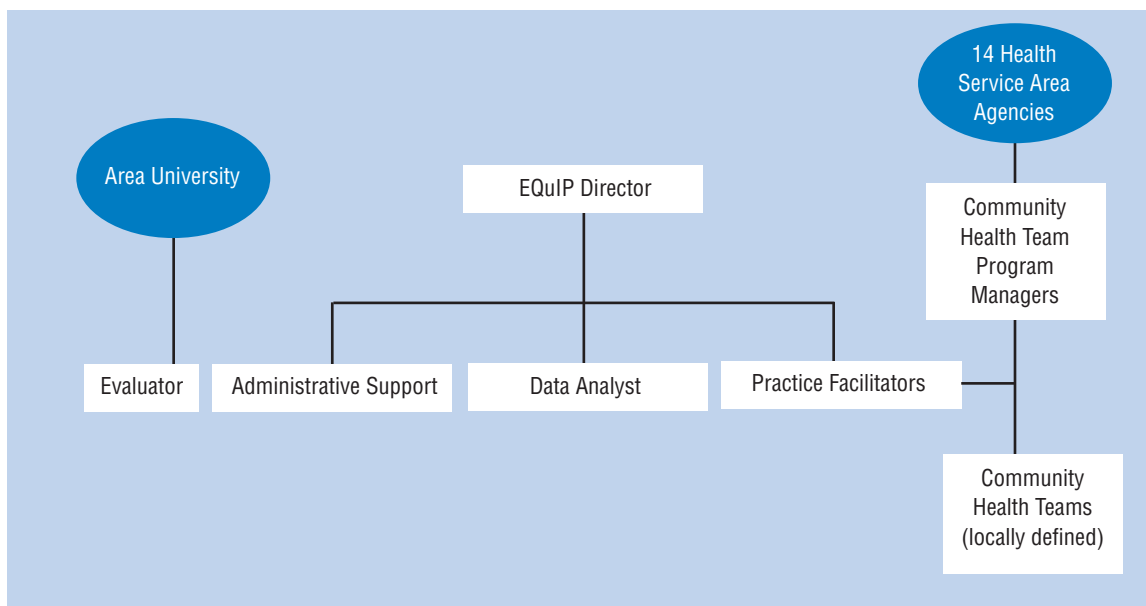 14 Health
Service Area
Agencies
Area University
EQuIP Director
Community
Health Team
Program
Managers
Evaluator
Administrative Support
Data Analyst
Practice Facilitators
Community
Health Teams
(locally defined)